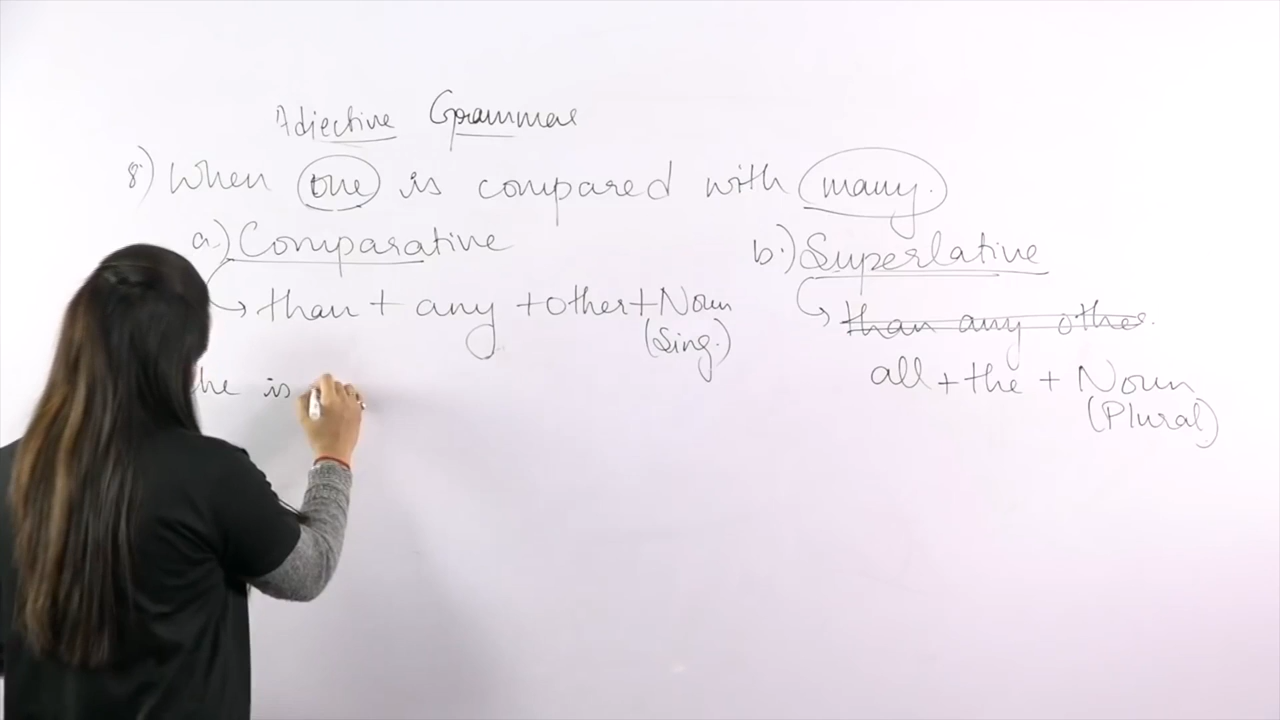 Adjective Grammar
8.) When one is compared with many.
a.) Comparative
than + any + other + Noun
(Sing.)
he is
b.) Superlative
than any other.
all + the + Noun
(Plural)